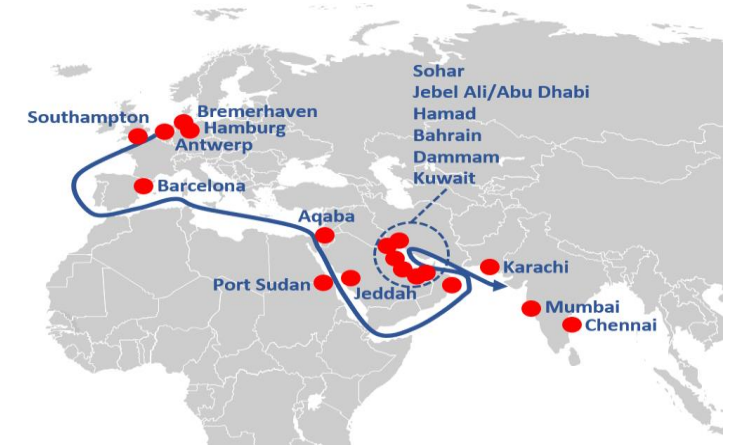 Sohar
Jebel Ali/Abu Dhabi
Hamad
Bahrain
Dammam
Kuwait
Southampton
Bremerhaven
Hamburg
Antwerp
Barcelona
Aqaba
Port Sudan
Jeddah
Karachi
Mumbai
Chennai